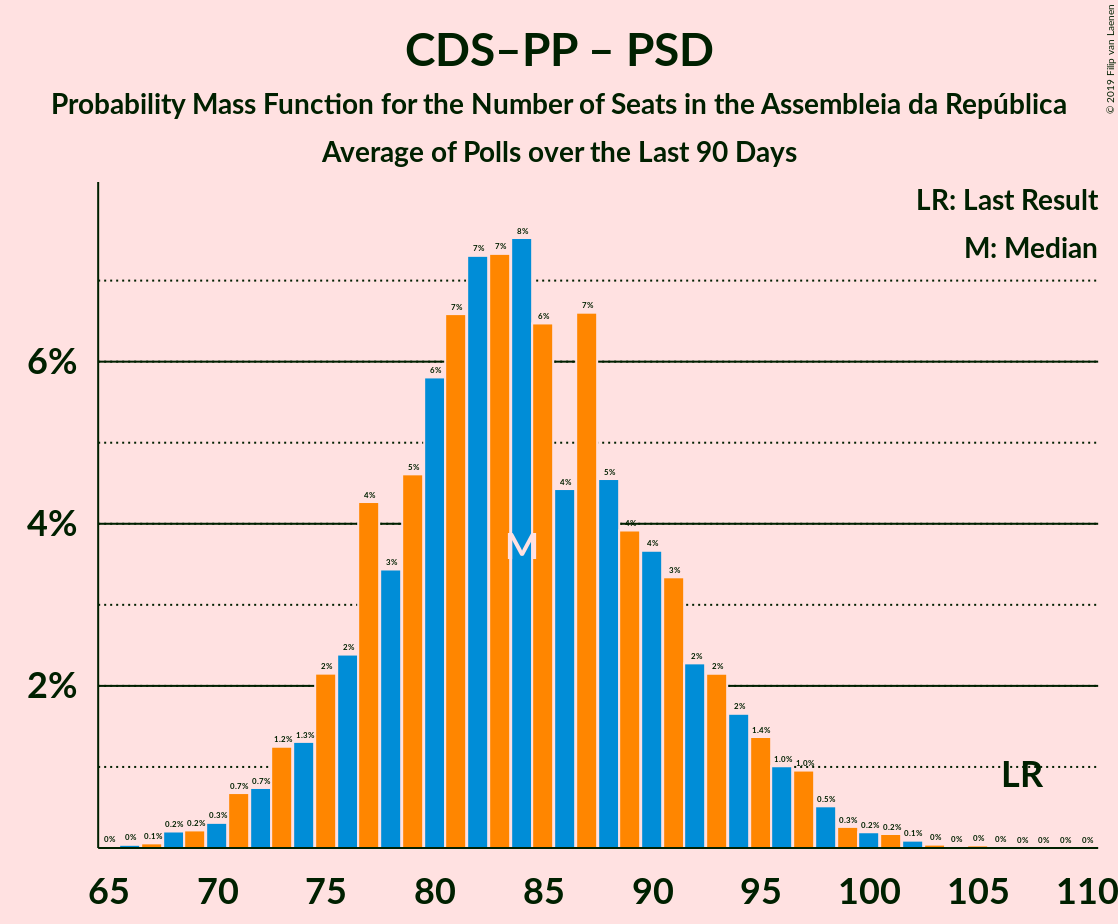 CDS–PP – PSD
Probability Mass Function for the Number of Seats in the Assembleia da República
Average of Polls over the Last 90 Days
© 2019 Filip van Laenen
LR: Last Result
M: Median
6%
4%
2%
0% 0% 0.1% 0.2% 0.2% 0.3% 0.7% 0.7% 1.2% 1.3% 2% 2% 4% 3% 5% 6% 7% 7% 7% 8% 6% 4% 7% 5% 4% 4% 3% 2% 2% 2% 1.4% 1.0% 1.0% 0.5% 0.3% 0.2% 0.2% 0.1% 0% 0% 0% 0% 0% 0% 0% 0%
M
LR
65 70 75 80 85 90 95 100 105 110